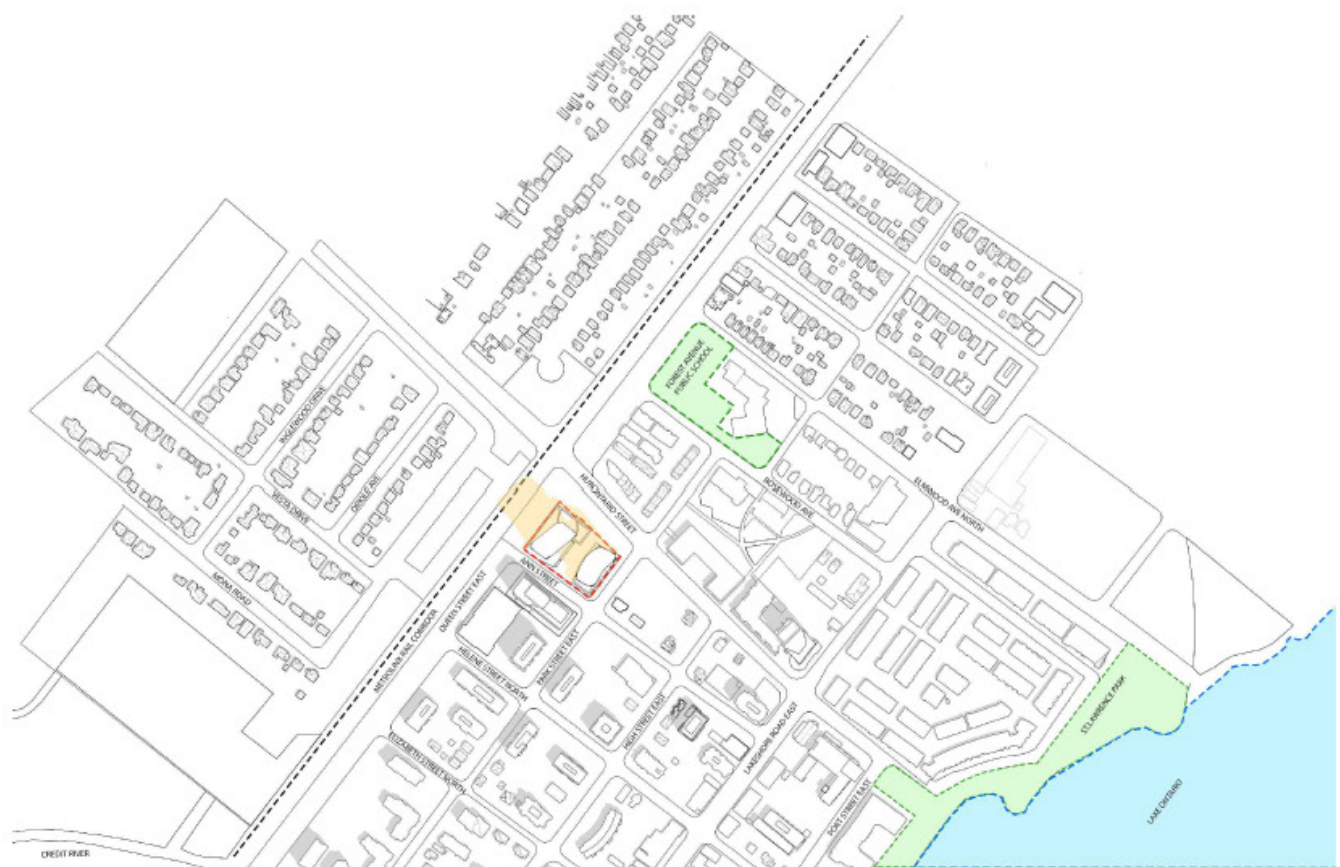 FOREST AVENUE
PUBLIC SCHOOL
INGLEWOOD DRIVE
VESTA DRIVE
OAKLE AVE
HURONTARIO STREET
ROSEWOOD AVE
ELMWOOD AVE NORTH
MONA ROAD
ANN STREET
METROLINX RAIL CORRIDOR
QUEEN STREET EAST
HELENE STREET NORTH
PARK STREET EAST
HIGH STREET EAST
ELIZABETH STREET NORTH
LAKESHORE ROAD EAST
PORT STREET EAST
ST.LAWRENCE PARK
LAKE ONTARIO
CREDIT RIVER